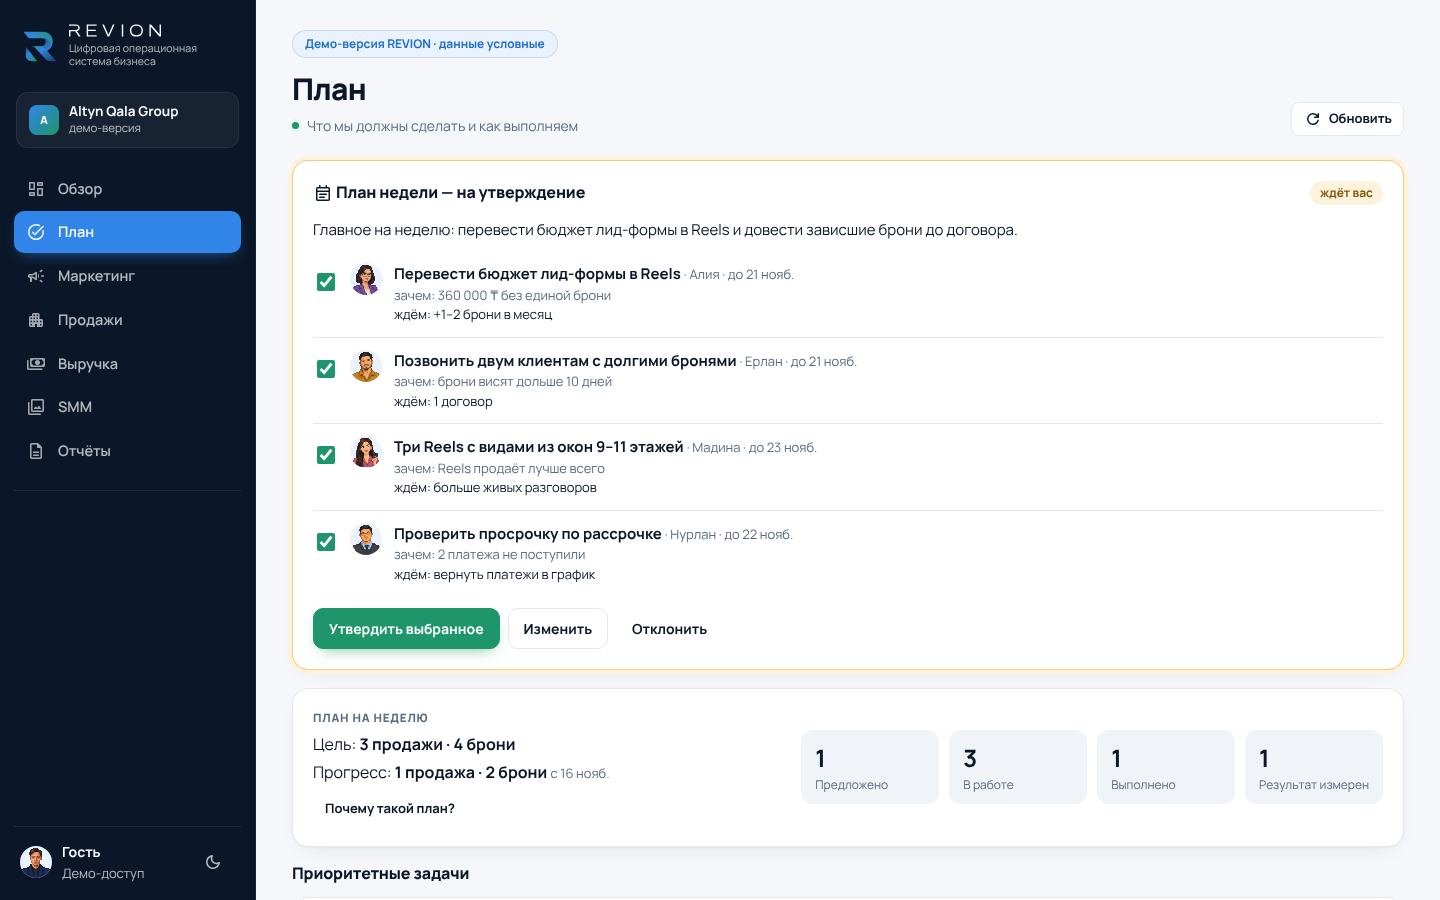 REVION
Цифровая операционная
система бизнеса
A
Altyn Qala Group
демо-версия
Обзор
План
Маркетинг
Продажи
Выручка
SMM
Отчёты
Гость
Демо-доступ
Демо-версия REVION · данные условные
План
Что мы должны сделать и как выполняем
Обновить
План недели — на утверждение
ждёт вас
Главное на неделю: перевести бюджет лид-формы в Reels и довести зависшие брони до договора.
Перевести бюджет лид-формы в Reels · Алия · до 21 нояб.
зачем: 360 000 ₸ без единой брони
ждём: +1–2 брони в месяц
Позвонить двум клиентам с долгими бронями · Ерлан · до 21 нояб.
зачем: брони висят дольше 10 дней
ждём: 1 договор
Три Reels с видами из окон 9–11 этажей · Мадина · до 23 нояб.
зачем: Reels продаёт лучше всего
ждём: больше живых разговоров
Проверить просрочку по рассрочке · Нурлан · до 22 нояб.
зачем: 2 платежа не поступили
ждём: вернуть платежи в график
Утвердить выбранное
Изменить
Отклонить
ПЛАН НА НЕДЕЛЮ
Цель: 3 продажи · 4 брони
Прогресс: 1 продажа · 2 брони с 16 нояб.
Почему такой план?
1
Предложено
3
В работе
1
Выполнено
1
Результат измерен
Приоритетные задачи